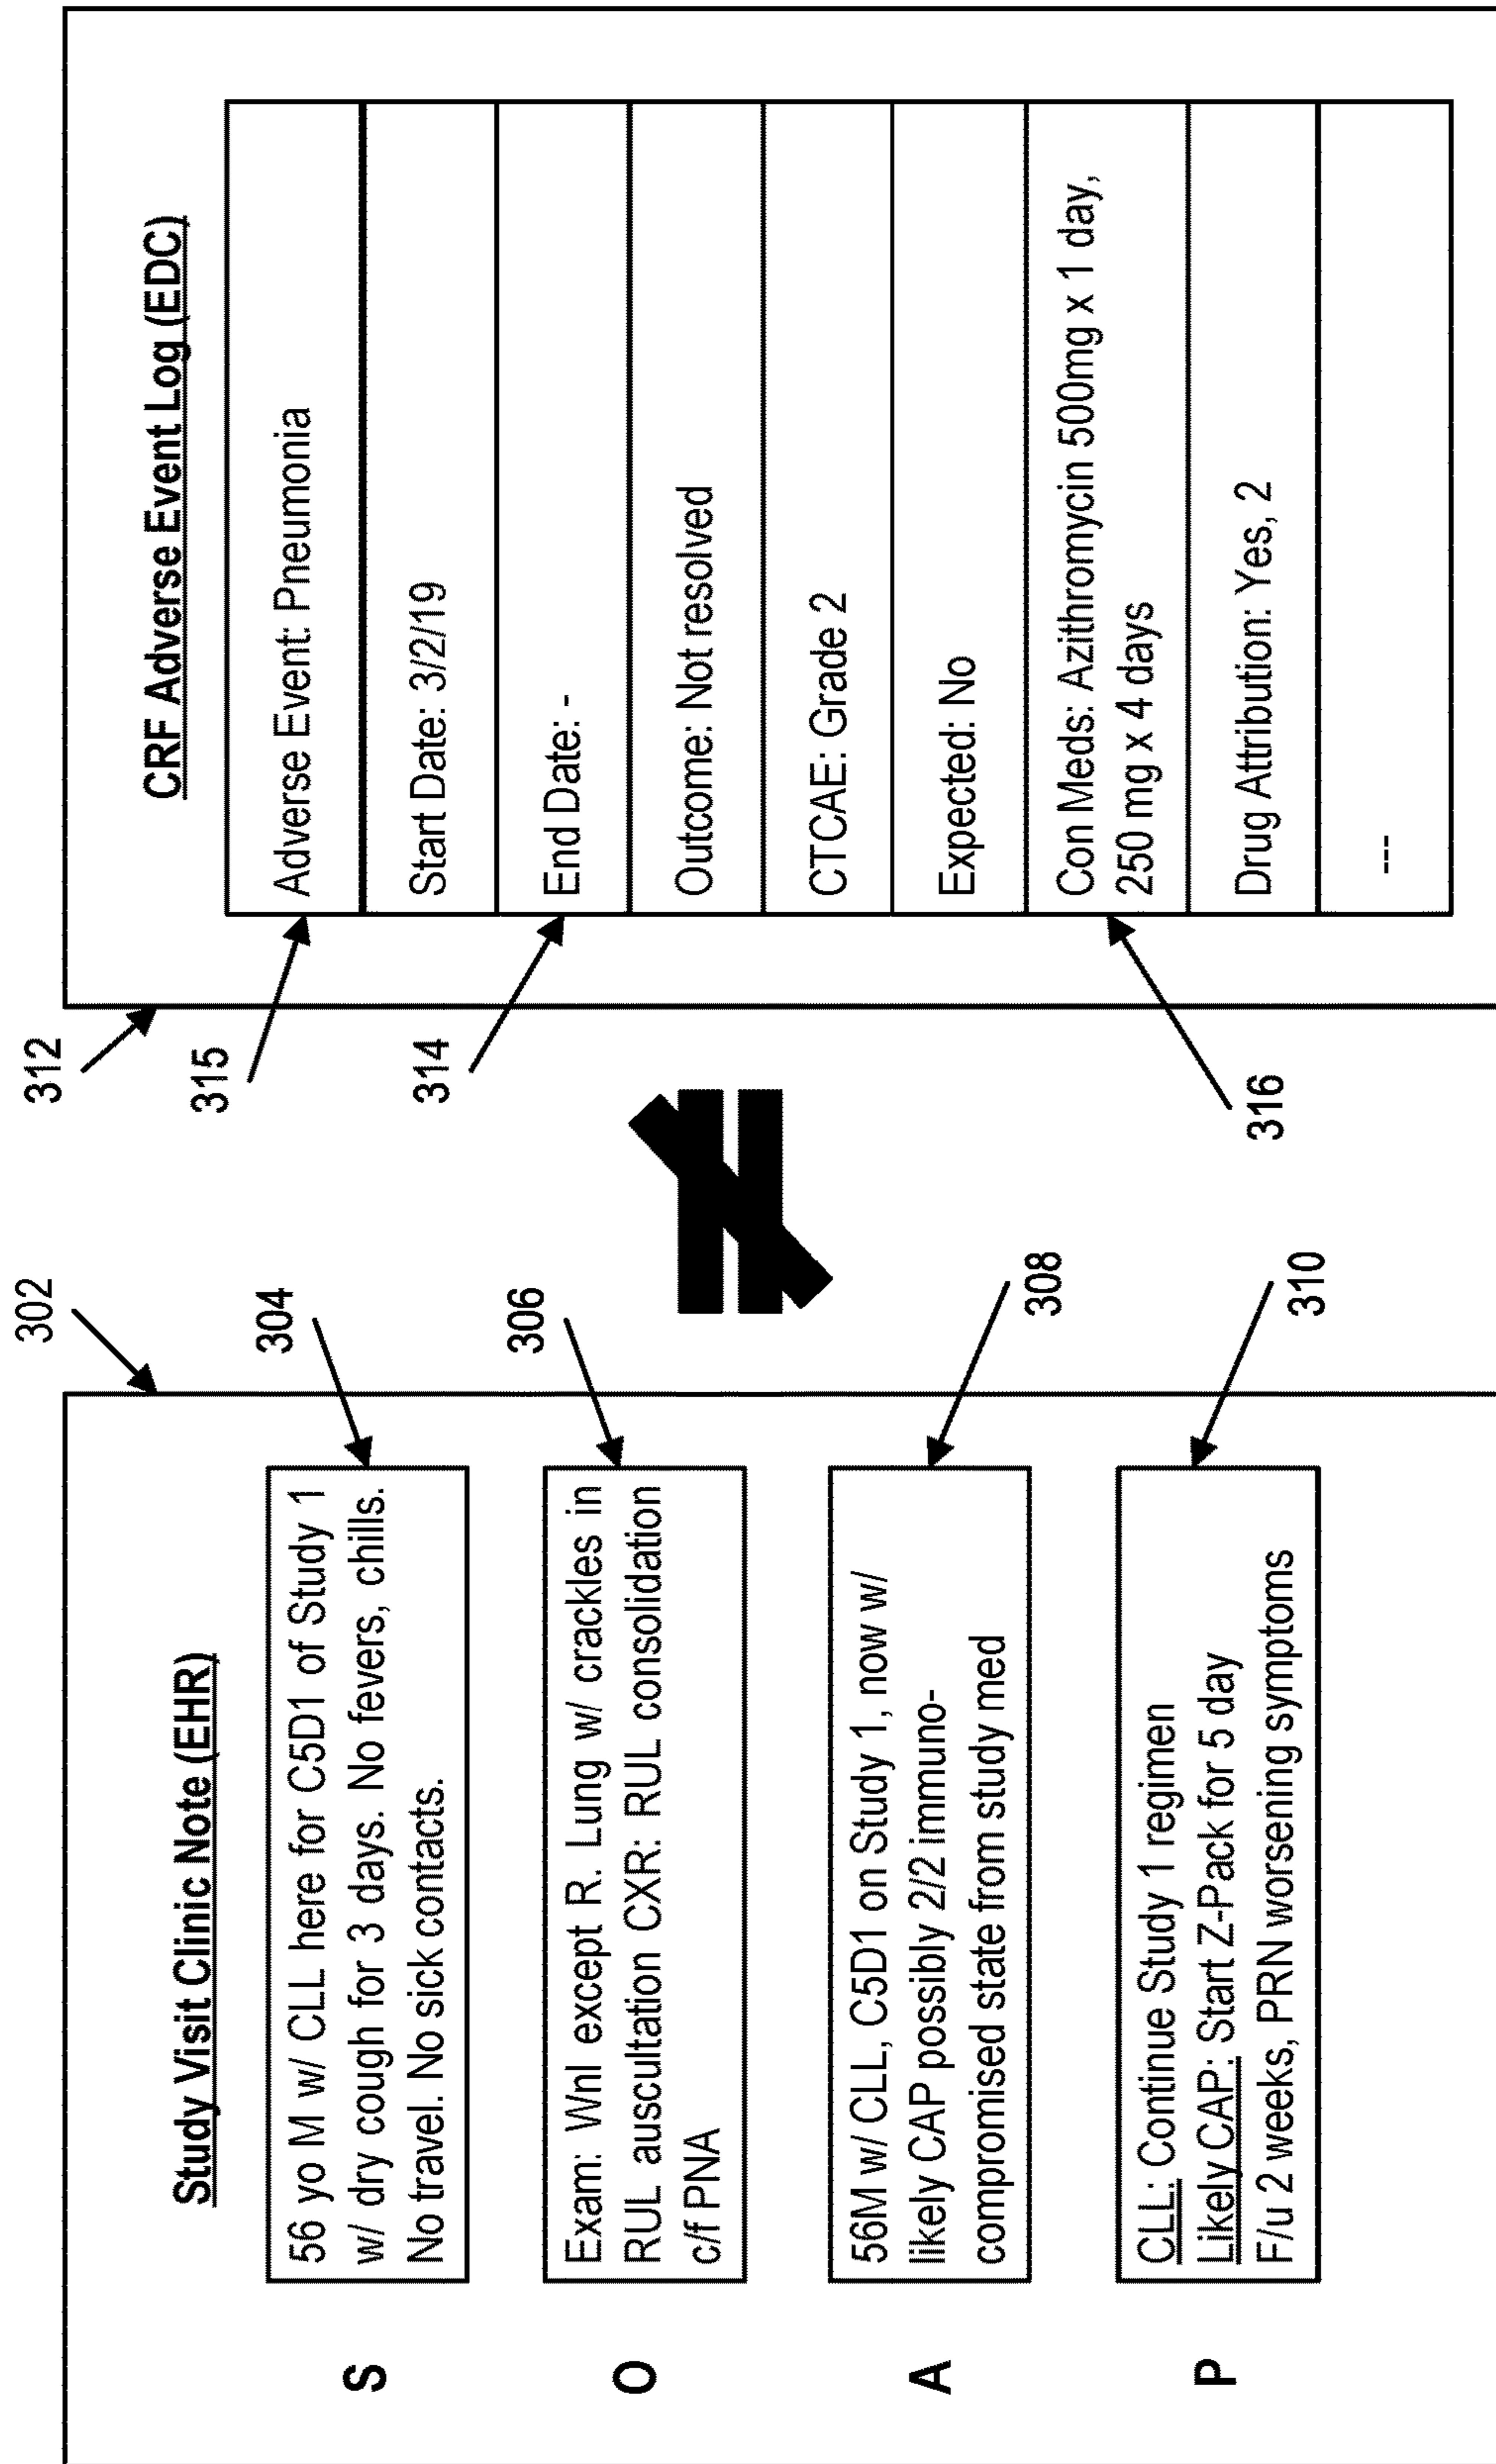 302
Study Visit Clinic Note (EHR)
S
56 yo M w/ CLL here for C5D1 of Study 1
w/ dry cough for 3 days. No fevers, chills.
No travel. No sick contacts.
304
O
Exam: Wnl except R. Lung w/ crackles in
RUL auscultation CXR: RUL consolidation
c/f PNA
306
A
56M w/ CLL, C5D1 on Study 1, now w/
likely CAP possibly 2/2 immuno-
compromised state from study med
308
P
CLL: Continue Study 1 regimen
Likely CAP: Start Z-Pack for 5 day
F/u 2 weeks, PRN worsening symptoms
310
312
CRF Adverse Event Log (EDC)
315
Adverse Event: Pneumonia
Start Date: 3/2/19
314
End Date: -
Outcome: Not resolved
CTCAE: Grade 2
Expected: No
316
Con Meds: Azithromycin 500mg x 1 day,
250 mg x 4 days
Drug Attribution: Yes, 2
---